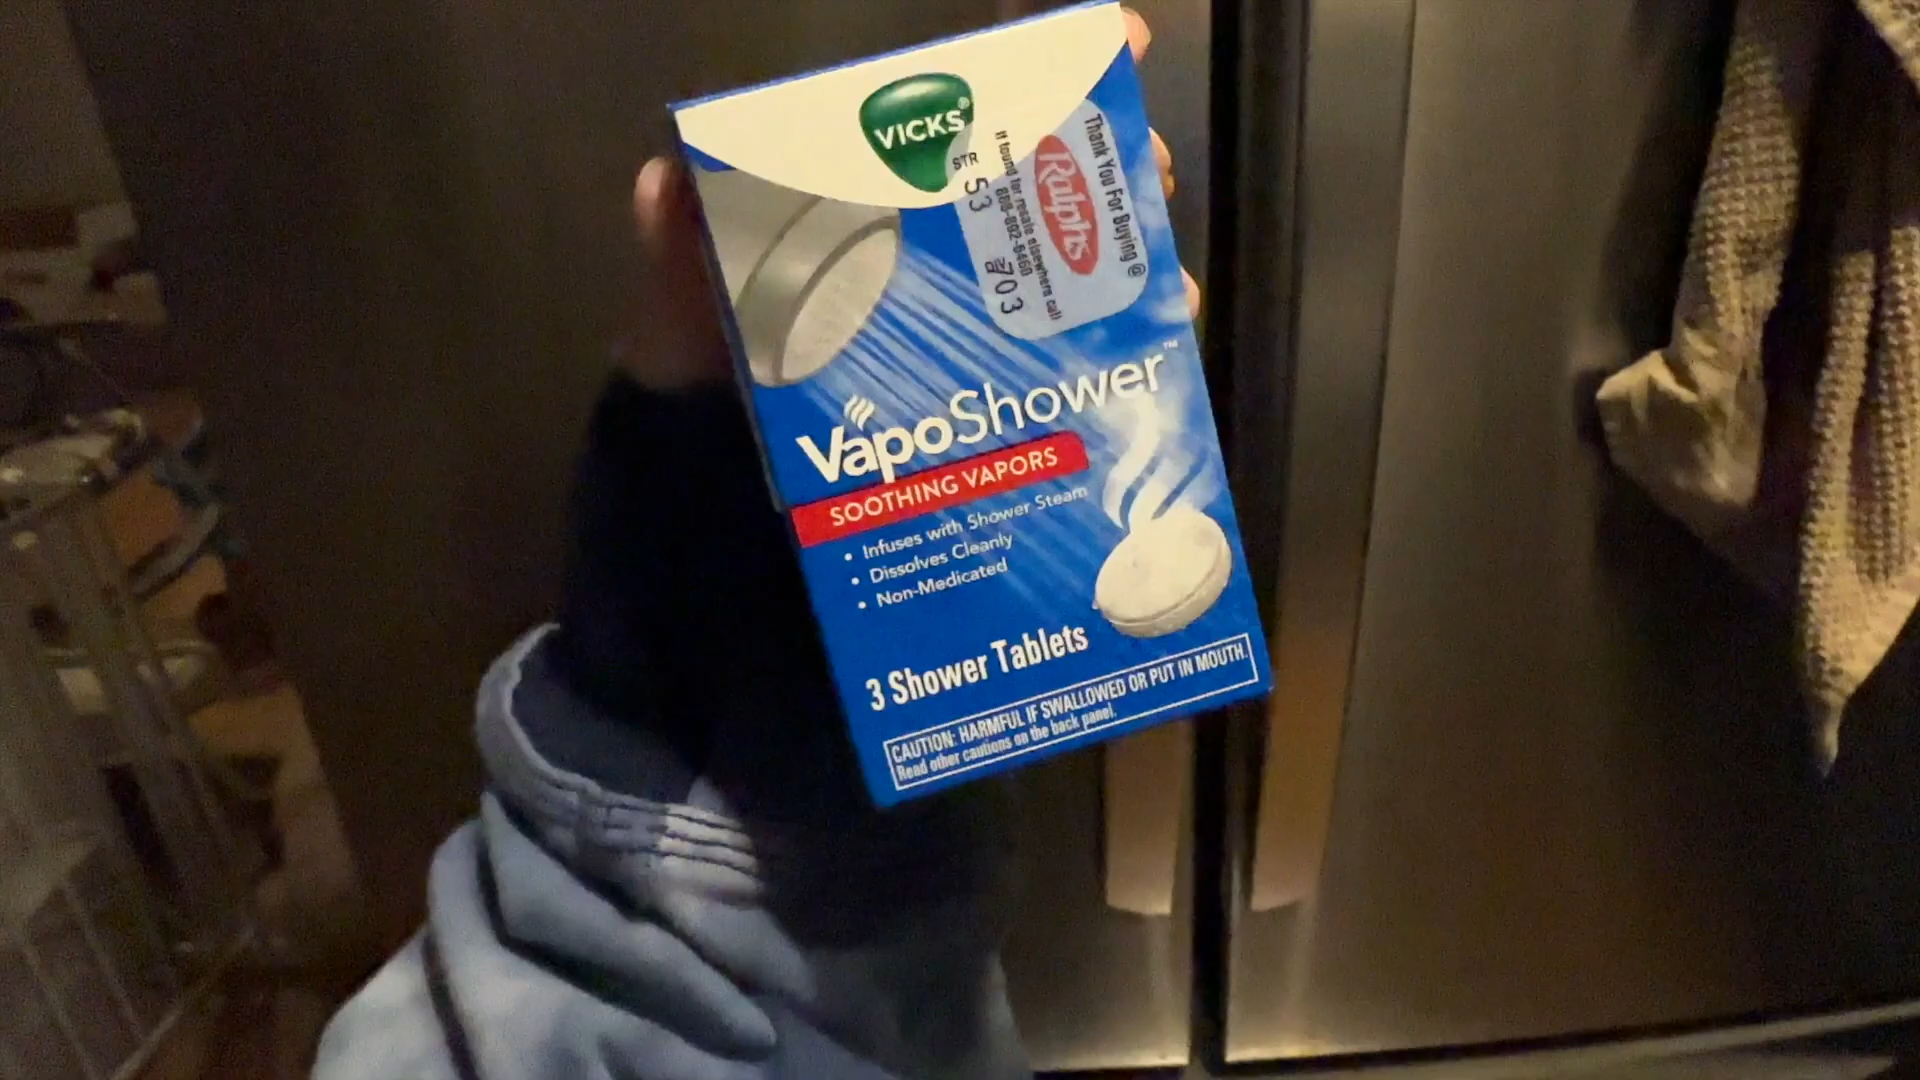 VICKS®
Thank You For Buying @
Ralphs
If found for resale elsewhere call
STR
53
703
VapoShower™
SOOTHING VAPORS
• Infuses with Shower Steam
• Dissolves Cleanly
• Non-Medicated
3 Shower Tablets
CAUTION: HARMFUL IF SWALLOWED OR PUT IN MOUTH.
Read other cautions on the back panel.